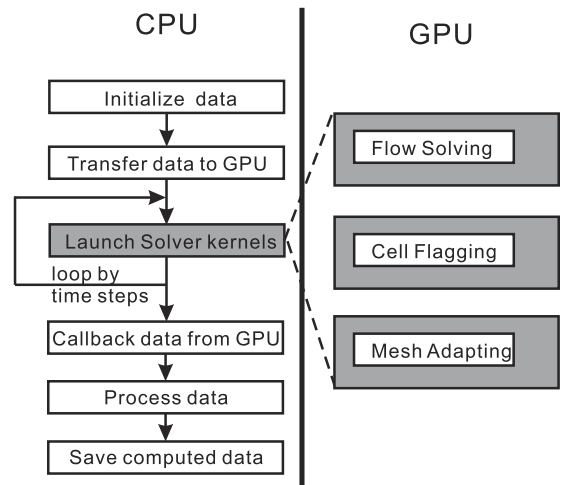 CPU
Initialize data
Transfer data to GPU
Launch Solver kernels
loop by
time steps
Callback data from GPU
Process data
Save computed data
GPU
Flow Solving
Cell Flagging
Mesh Adapting